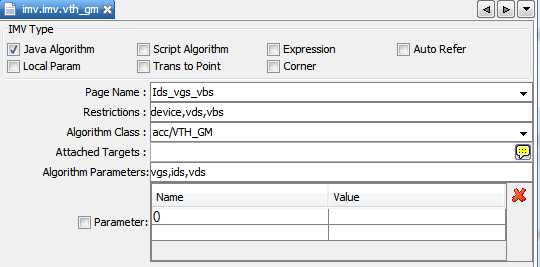 imv.imv.vth_gm
IMV Type
Java Algorithm Script Algorithm Expression Auto Refer
Local Param Trans to Point Corner
Page Name : Ids_vgs_vbs
Restrictions : device,vds,vbs
Algorithm Class : acc/VTH_GM
Attached Targets :
Algorithm Parameters: vgs,ids,vds
Name Value
Parameter: ()